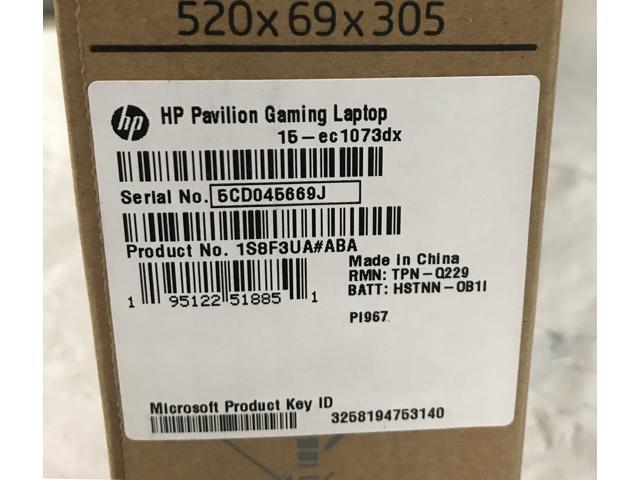 520x69x305
hp HP Pavilion Gaming Laptop
15-ec1073dx
Serial No. 5CD045669J
Product No. 1S8F3UA#ABA
Made in China
RMN: TPN-Q229
BATT: HSTNN-OB1I
1 95122 51885 1
PI967
Microsoft Product Key ID
3258194753140